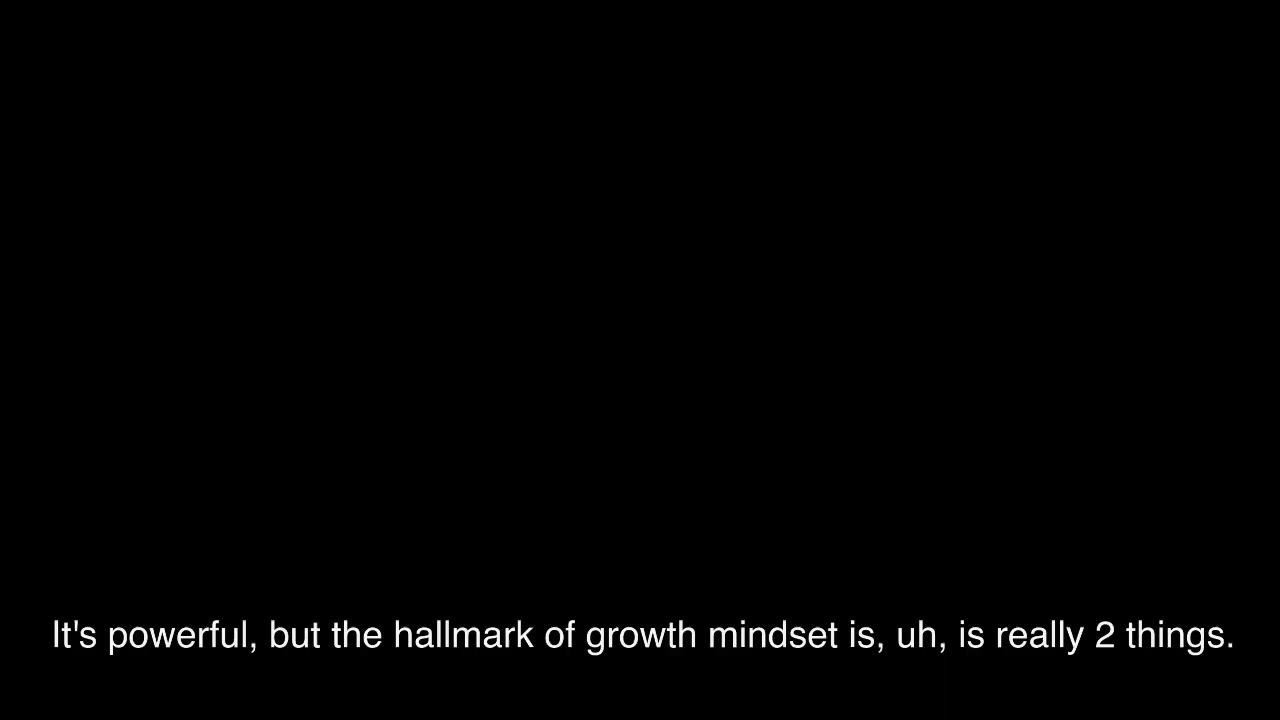 It's powerful, but the hallmark of growth mindset is, uh, is really 2 things.